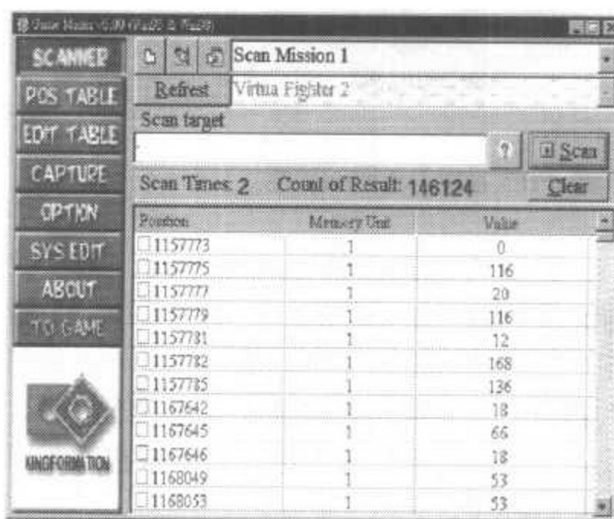 SCANNER
POS TABLE
EDIT TABLE
CAPTURE
OPTION
SYS EDIT
ABOUT
TO GAME
KINGFORMATION
Scan Mission 1
Refrest Virtua Fighter 2
Scan target
? Scan
Scan Times: 2 Count of Result: 146124 Clear
Position Memory Unit Value
1157773 1 0
1157775 1 116
1157777 1 20
1157779 1 116
1157781 1 12
1157782 1 168
1157785 1 136
1167642 1 18
1167645 1 66
1167646 1 18
1168049 1 53
1168053 1 53